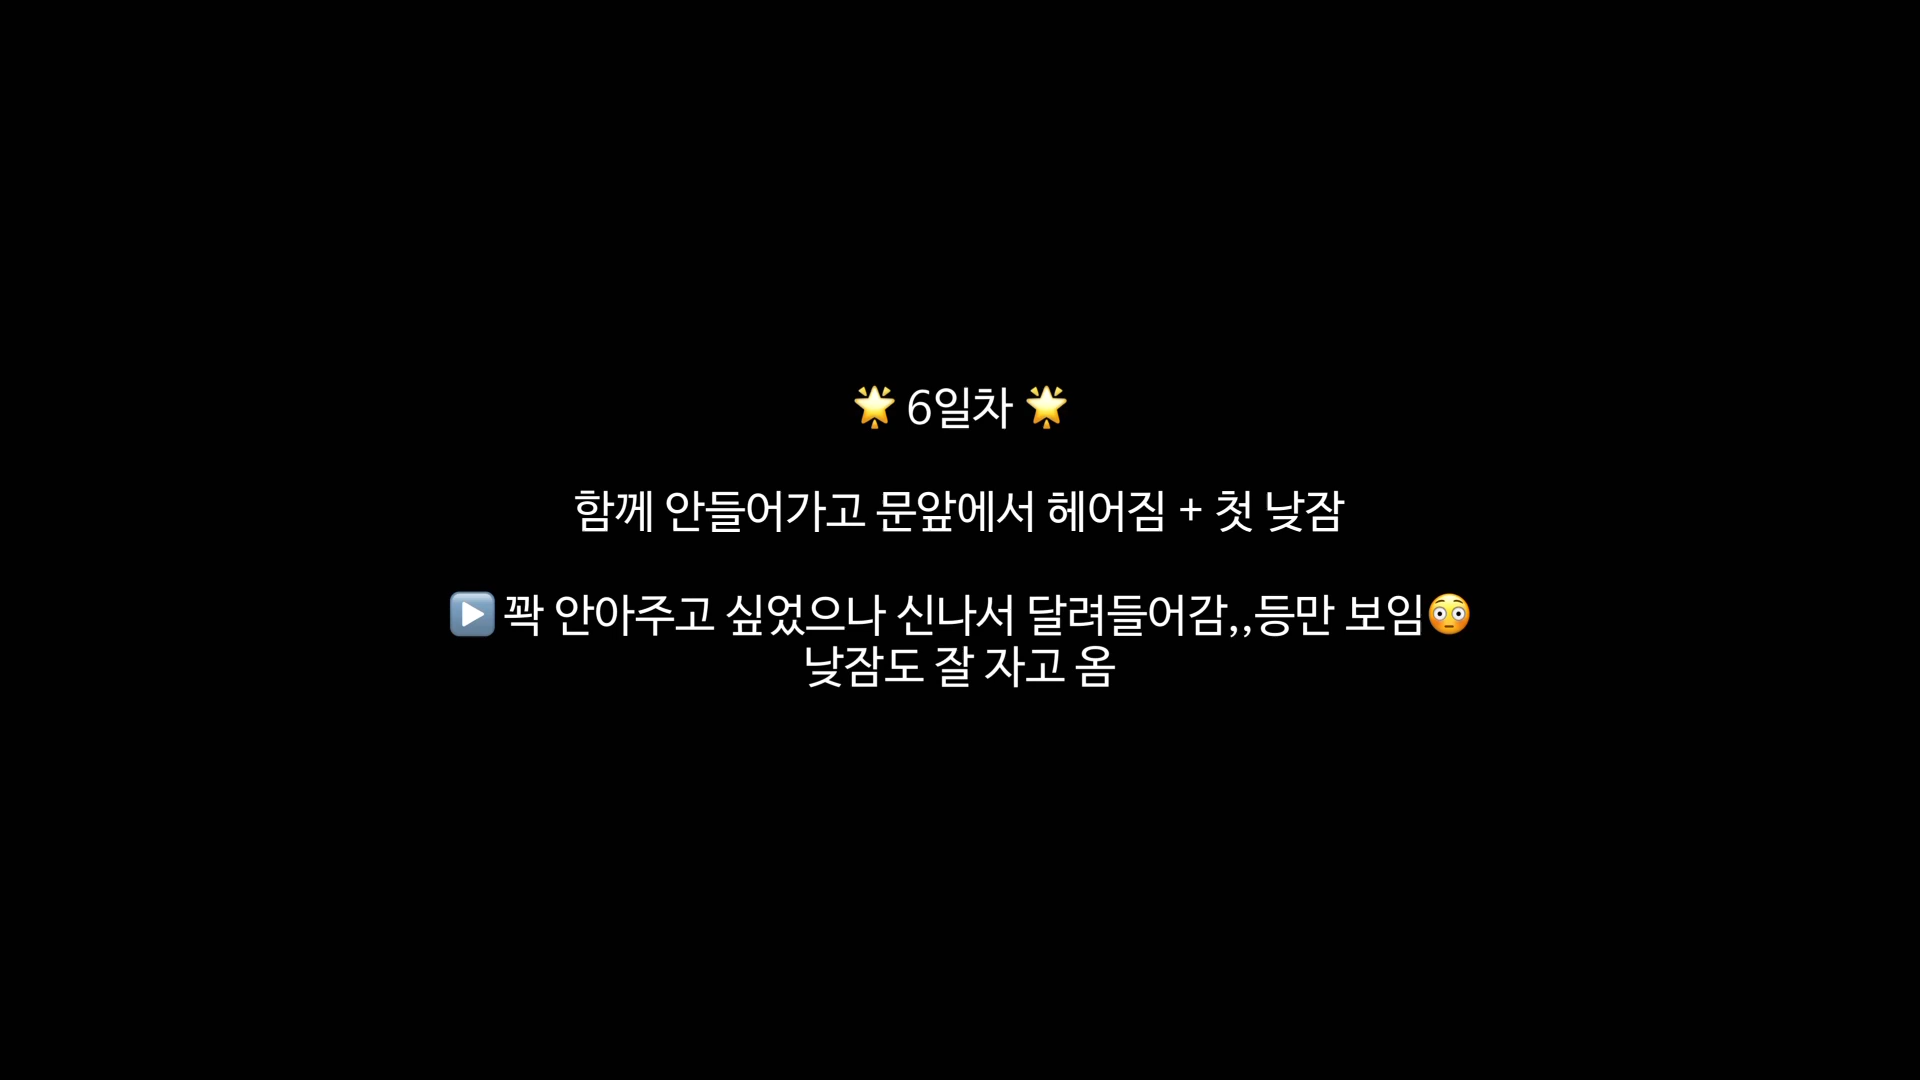 🌟 6일차 🌟
함께 안들어가고 문앞에서 헤어짐 + 첫 낮잠
▶️ 꽉 안아주고 싶었으나 신나서 달려들어감,,등만 보임😳
낮잠도 잘 자고 옴